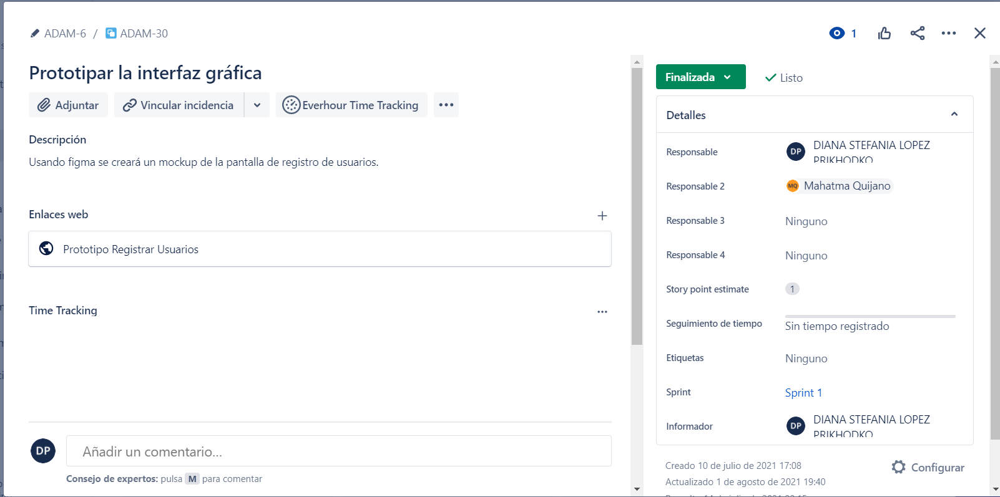 ADAM-6 / ADAM-30
1
Prototipar la interfaz gráfica
Adjuntar
Vincular incidencia
Everhour Time Tracking
Descripción
Usando figma se creará un mockup de la pantalla de registro de usuarios.
Enlaces web
Prototipo Registrar Usuarios
Time Tracking
DP
Añadir un comentario...
Consejo de expertos: pulsa M para comentar
Finalizada
Listo
Detalles
Responsable
DP
DIANA STEFANIA LOPEZ
PRIKHODKO
Responsable 2
MQ Mahatma Quijano
Responsable 3
Ninguno
Responsable 4
Ninguno
Story point estimate
1
Seguimiento de tiempo
Sin tiempo registrado
Etiquetas
Ninguno
Sprint
Sprint 1
Informador
DP
DIANA STEFANIA LOPEZ
PRIKHODKO
Creado 10 de julio de 2021 17:08
Configurar
Actualizado 1 de agosto de 2021 19:40